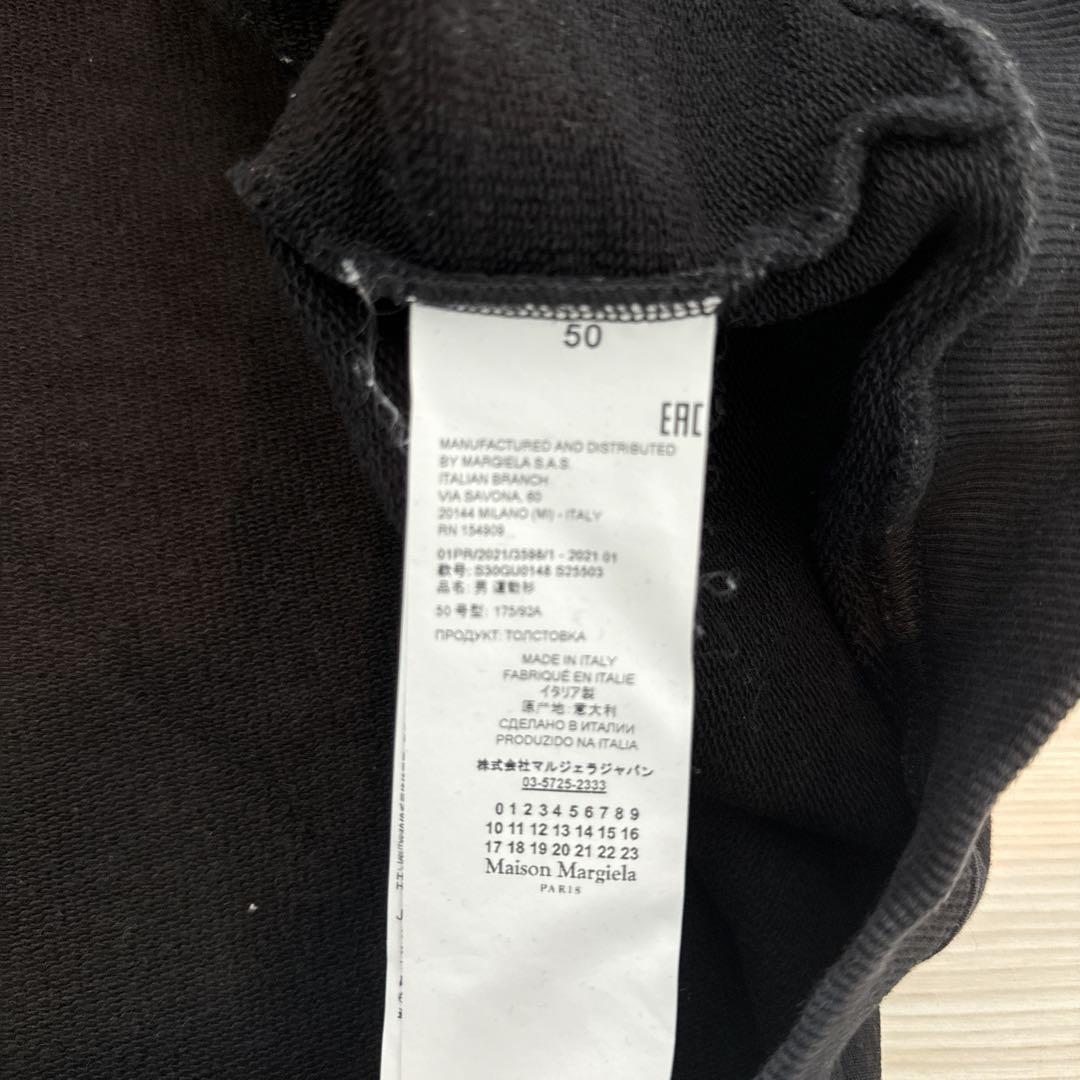 50
EAC
MANUFACTURED AND DISTRIBUTED
BY MARGIELA S.A.S.
ITALIAN BRANCH
VIA SAVONA, 60
20144 MILANO (MI) - ITALY
RN 154909
01PR/2021/3598/1 - 2021 01
款号: S30GU0148 S25503
品名: 男 運動衫
50 号型: 175/92A
ПРОДУКТ: ТОЛСТОВКА
MADE IN ITALY
FABRIQUÉ EN ITALIE
イタリア製
原产地: 意大利
СДЕЛАНО В ИТАЛИИ
PRODUZIDO NA ITALIA
株式会社マルジェラジャパン
03-5725-2333
0 1 2 3 4 5 6 7 8 9
10 11 12 13 14 15 16
17 18 19 20 21 22 23
Maison Margiela
PARIS